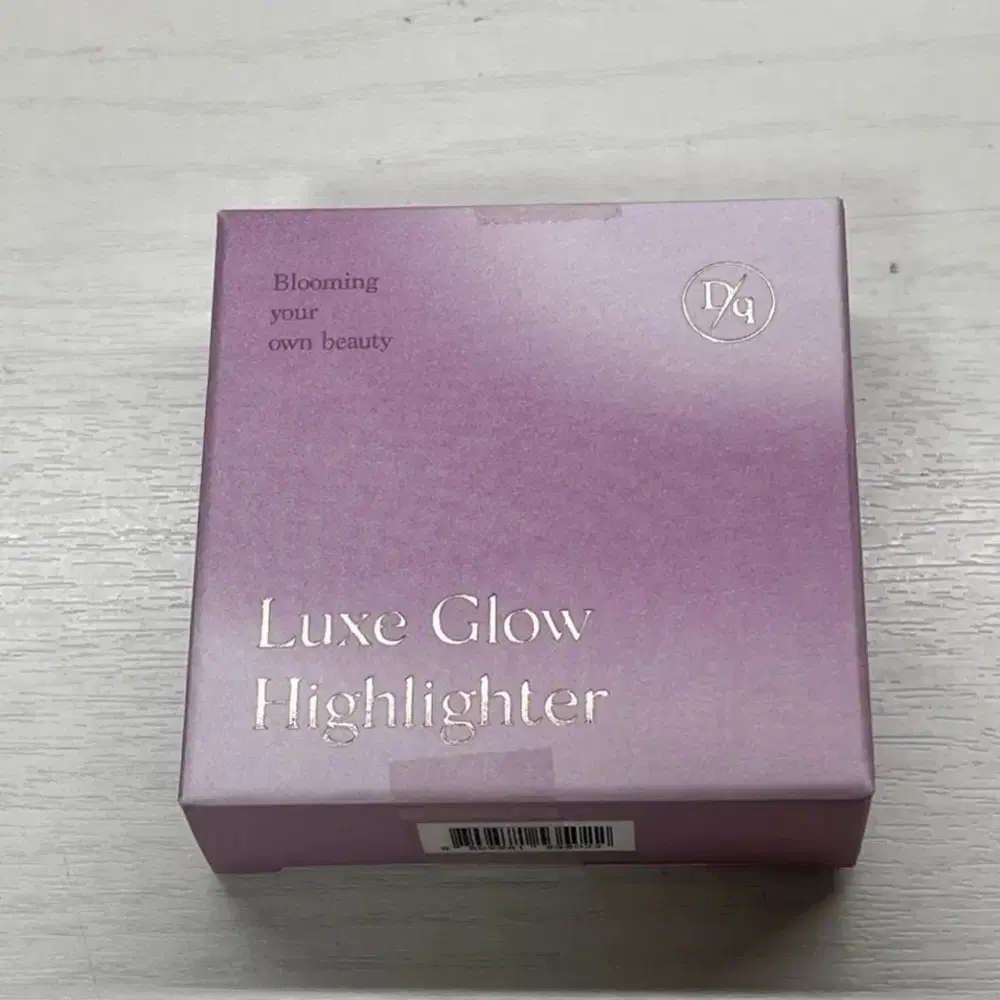 Blooming
your
own beauty
D/q
Luxe Glow
Highlighter